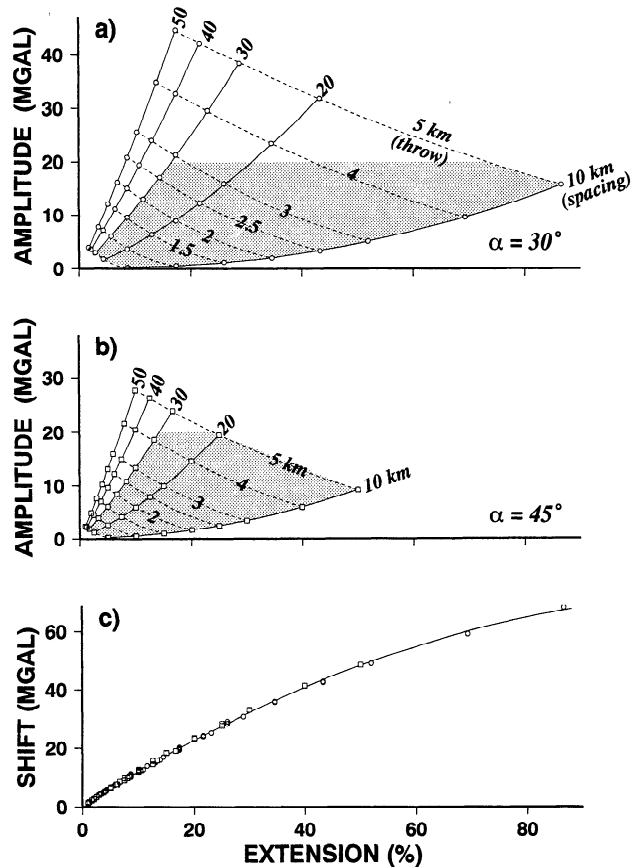 a)
AMPLITUDE (MGAL)
40
30
20
10
0
50
40
30
20
5 km
(throw)
4
3
2.5
2
1.5
10 km
(spacing)
α = 30°
b)
AMPLITUDE (MGAL)
30
20
10
0
50
40
30
20
5 km
4
3
2
10 km
α = 45°
c)
SHIFT (MGAL)
60
40
20
0
0
20
40
60
80
EXTENSION (%)